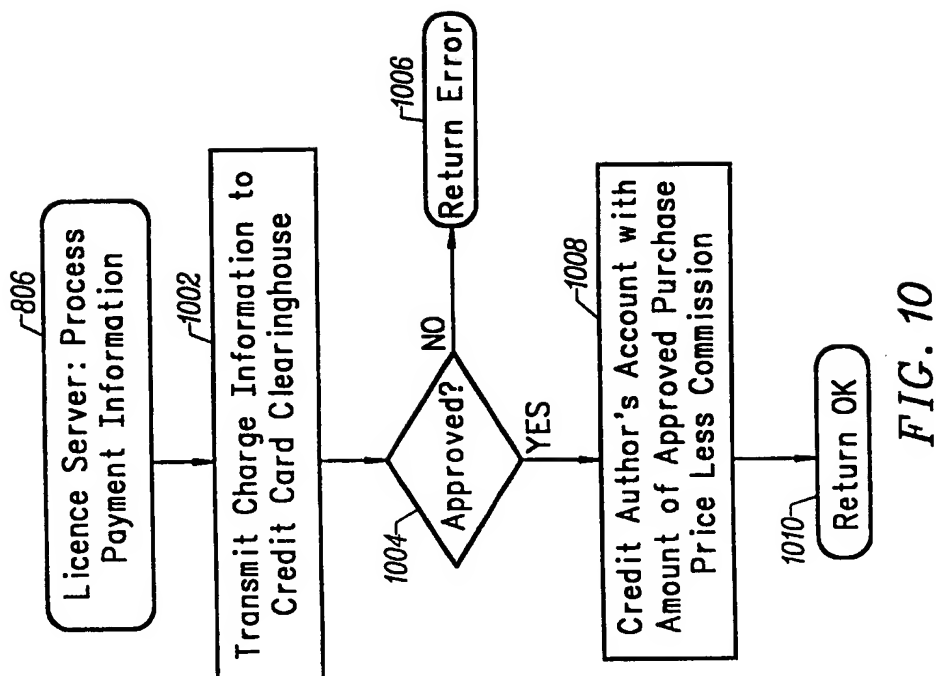 806
Licence Server: Process
Payment Information
1002
Transmit Charge Information to
Credit Card Clearinghouse
1004
Approved?
NO
1006
Return Error
YES
1008
Credit Author's Account with
Amount of Approved Purchase
Price Less Commission
1010
Return OK
FIG. 10